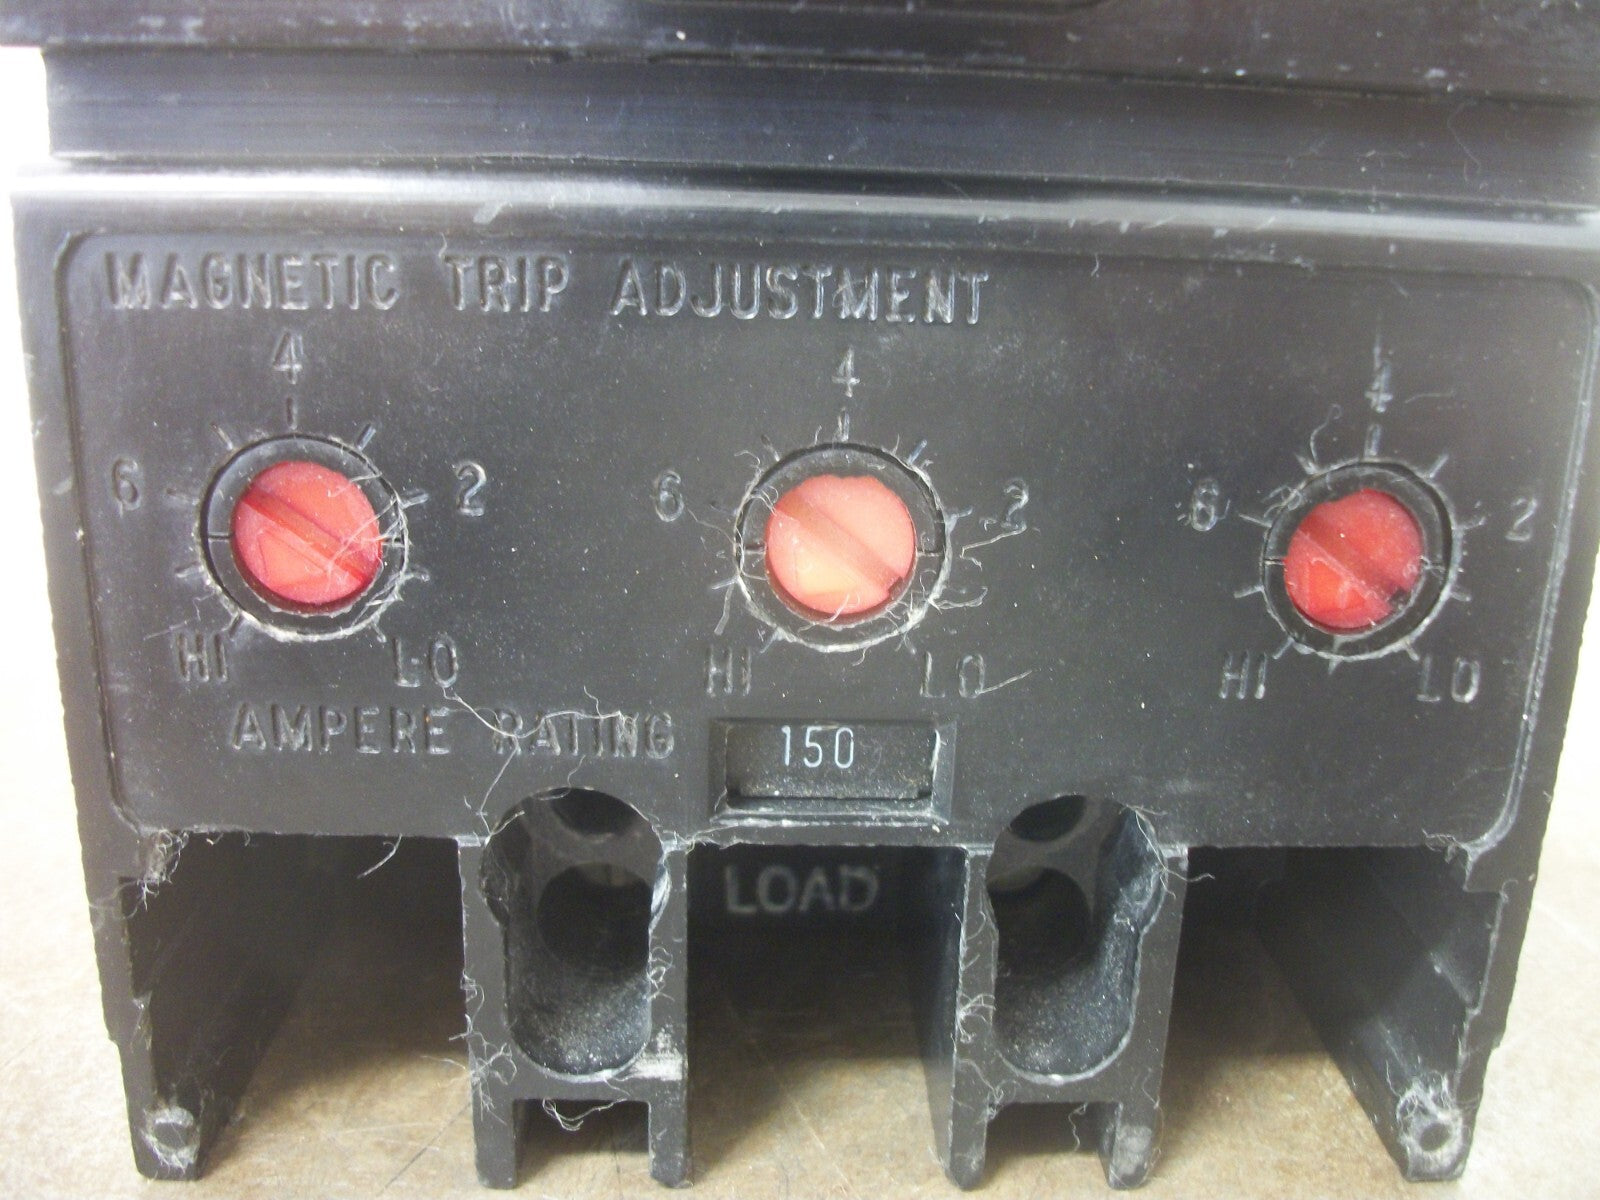 MAGNETIC TRIP ADJUSTMENT
4 4 4
6 2 6 2 6 2
HI LO HI LO HI LO
AMPERE RATING 150
LOAD